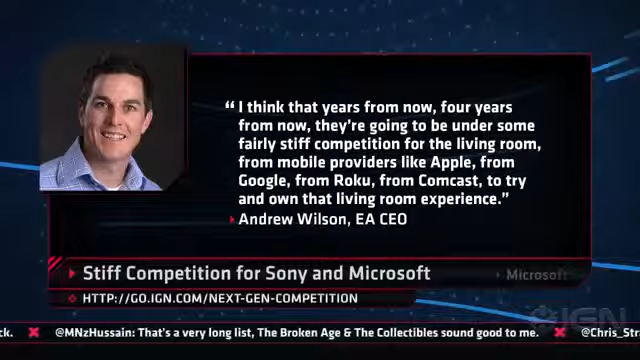 “ I think that years from now, four years
from now, they're going to be under some
fairly stiff competition for the living room,
from mobile providers like Apple, from
Google, from Roku, from Comcast, to try
and own that living room experience.”
Andrew Wilson, EA CEO
Stiff Competition for Sony and Microsoft
Microsoft
HTTP://GO.IGN.COM/NEXT-GEN-COMPETITION
IGN
ck. @MNzHussain: That's a very long list, The Broken Age & The Collectibles sound good to me. @Chris_Str